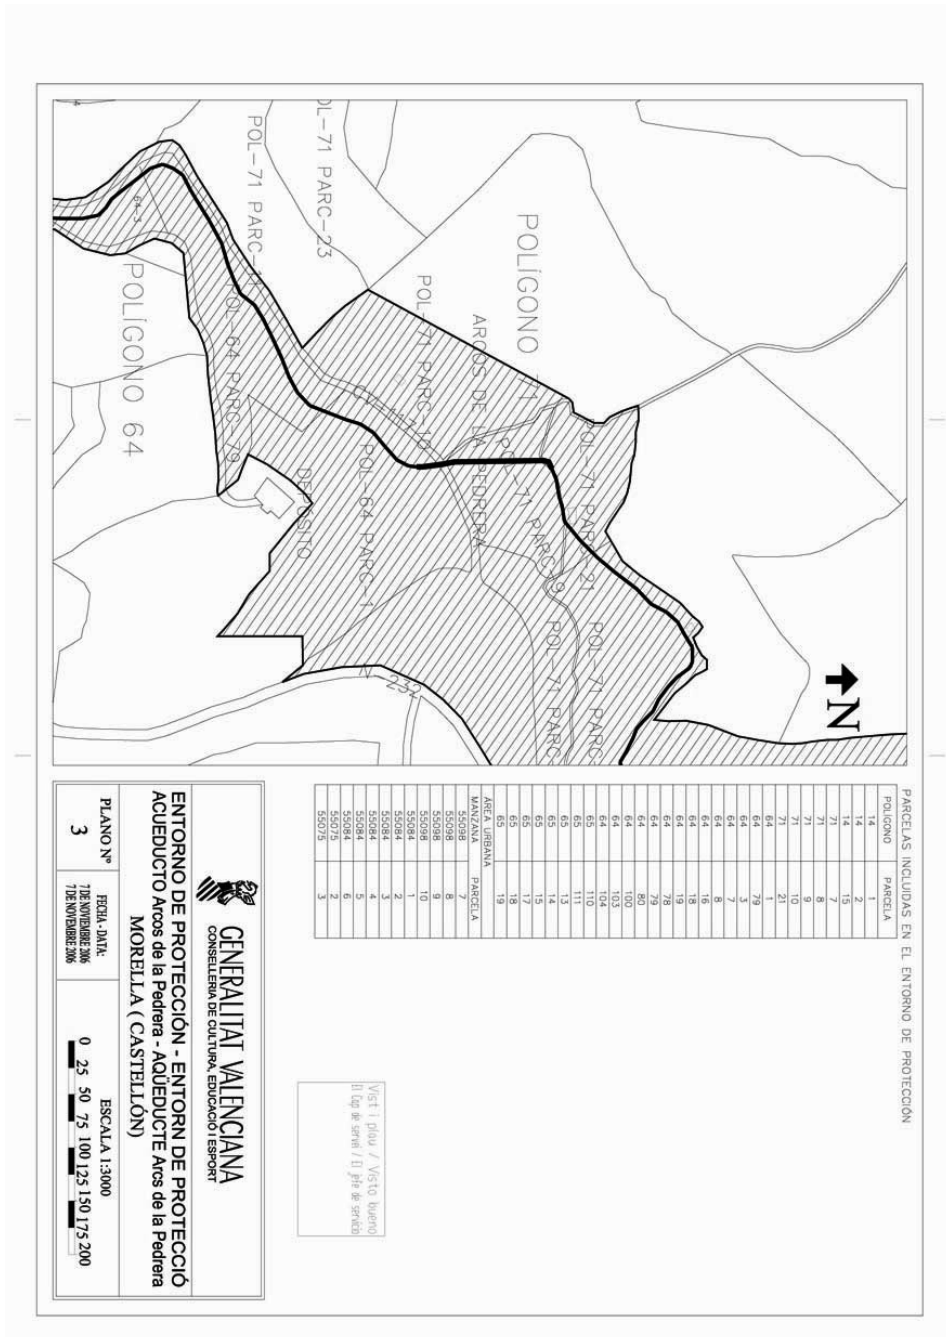 POLÍGONO 71
POL-71 PARC-23
POL-71 PARC-
POL-71 PARC-21
POL-71 PARC-
POL-71 PARC-9
POL-71 PARC-
ARCOS DE LA PEDRERA
POL-71 PARC-10
CV-117
POL-64 PARC-1
DEPÓSITO
POL-64 PARC-79
64-3
POLÍGONO 64
N-232
N
PARCELAS INCLUIDAS EN EL ENTORNO DE PROTECCIÓN
POLIGONO PARCELA
14 1
14 2
14 15
71 7
71 8
71 9
71 10
71 21
64 1
64 79
64 3
64 7
64 8
64 16
64 18
64 19
64 78
64 79
64 80
64 100
64 103
64 104
65 110
65 111
65 13
65 14
65 15
65 17
65 18
65 19
AREA URBANA
MANZANA PARCELA
55098 7
55098 8
55098 9
55098 10
55084 1
55084 2
55084 3
55084 4
55084 5
55084 6
55075 2
55075 3
Vist i plau / Visto bueno
El Cap de servei / El jefe de servicio
GENERALITAT VALENCIANA
CONSELLERIA DE CULTURA, EDUCACIÓ I ESPORT
ENTORNO DE PROTECCIÓN - ENTORN DE PROTECCIÓ
ACUEDUCTO Arcos de la Pedrera - AQÜEDUCTE Arcs de la Pedrera
MORELLA ( CASTELLÓN)
PLANO Nº
3
FECHA - DATA:
7 DE NOVIEMBRE 2006
7 DE NOVEMBRE 2006
ESCALA 1:3000
0 25 50 75 100 125 150 175 200